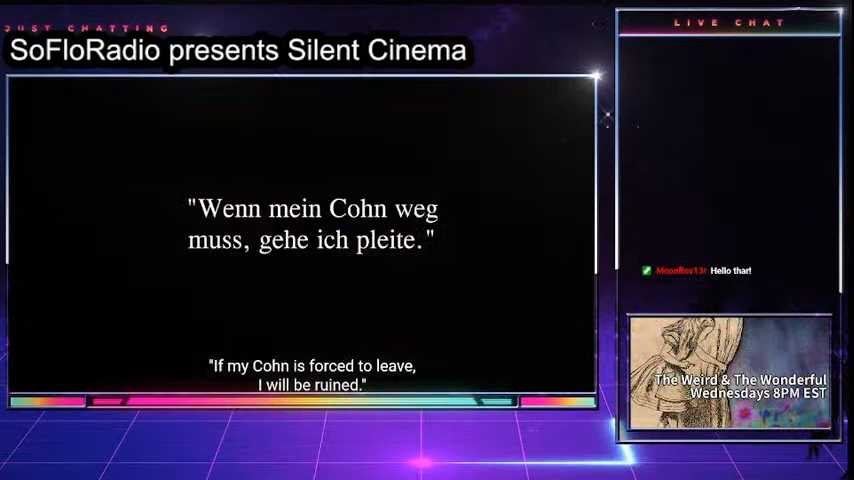 JUST CHATTING
SoFloRadio presents Silent Cinema
"Wenn mein Cohn weg
muss, gehe ich pleite."
"If my Cohn is forced to leave,
I will be ruined."
LIVE CHAT
Hello thar!
The Weird & The Wonderful
Wednesdays 8PM EST